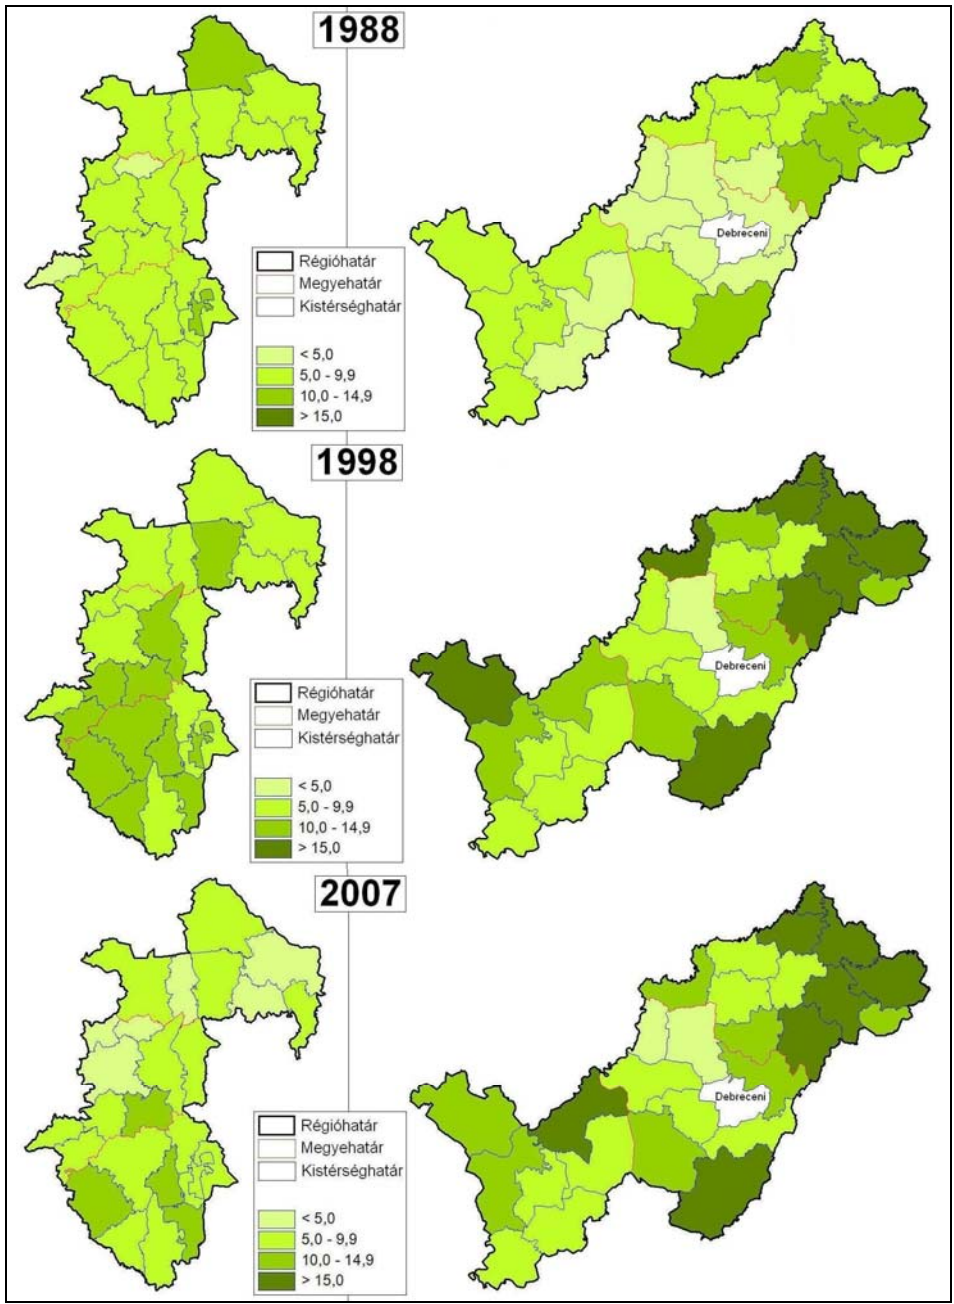 1988
Debreceni
Régióhatár
Megyehatár
Kistérséghatár
< 5,0
5,0 - 9,9
10,0 - 14,9
> 15,0
1998
Debreceni
Régióhatár
Megyehatár
Kistérséghatár
< 5,0
5,0 - 9,9
10,0 - 14,9
> 15,0
2007
Debreceni
Régióhatár
Megyehatár
Kistérséghatár
< 5,0
5,0 - 9,9
10,0 - 14,9
> 15,0